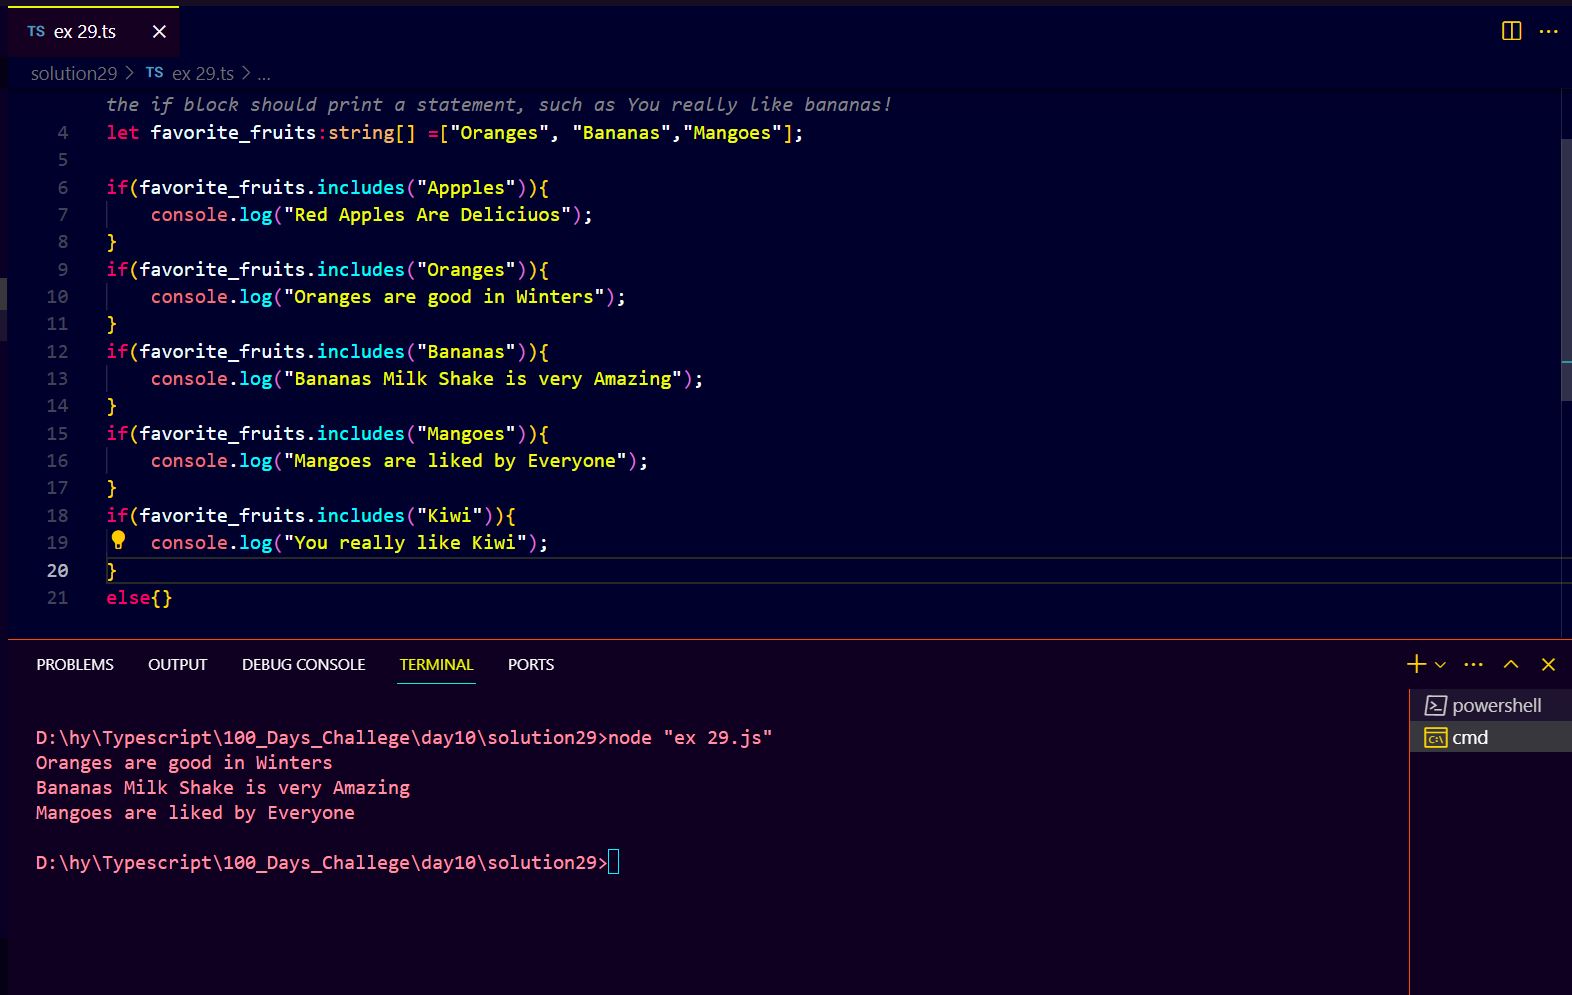 TS ex 29.ts
solution29 > TS ex 29.ts > ...
the if block should print a statement, such as You really like bananas!
4 let favorite_fruits:string[] =["Oranges", "Bananas","Mangoes"];
5
6 if(favorite_fruits.includes("Appples")){
7 console.log("Red Apples Are Deliciuos");
8 }
9 if(favorite_fruits.includes("Oranges")){
10 console.log("Oranges are good in Winters");
11 }
12 if(favorite_fruits.includes("Bananas")){
13 console.log("Bananas Milk Shake is very Amazing");
14 }
15 if(favorite_fruits.includes("Mangoes")){
16 console.log("Mangoes are liked by Everyone");
17 }
18 if(favorite_fruits.includes("Kiwi")){
19 console.log("You really like Kiwi");
20 }
21 else{}
PROBLEMS OUTPUT DEBUG CONSOLE TERMINAL PORTS
powershell
cmd
D:\hy\Typescript\100_Days_Challege\day10\solution29>node "ex 29.js"
Oranges are good in Winters
Bananas Milk Shake is very Amazing
Mangoes are liked by Everyone
D:\hy\Typescript\100_Days_Challege\day10\solution29>